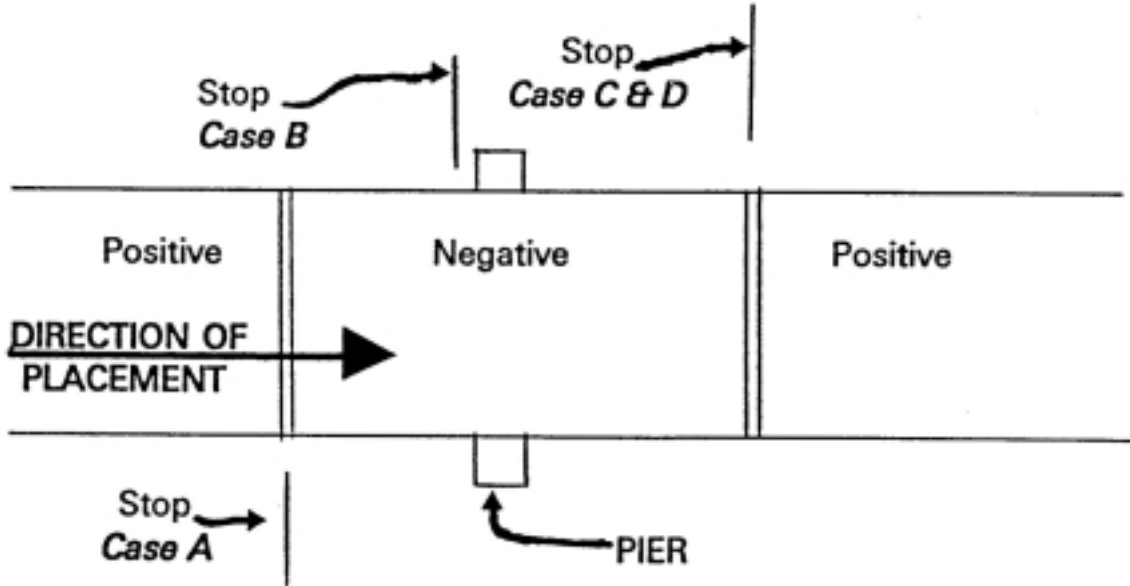 Stop
Case C & D
Stop
Case B
Positive
Negative
Positive
DIRECTION OF
PLACEMENT
Stop
Case A
PIER